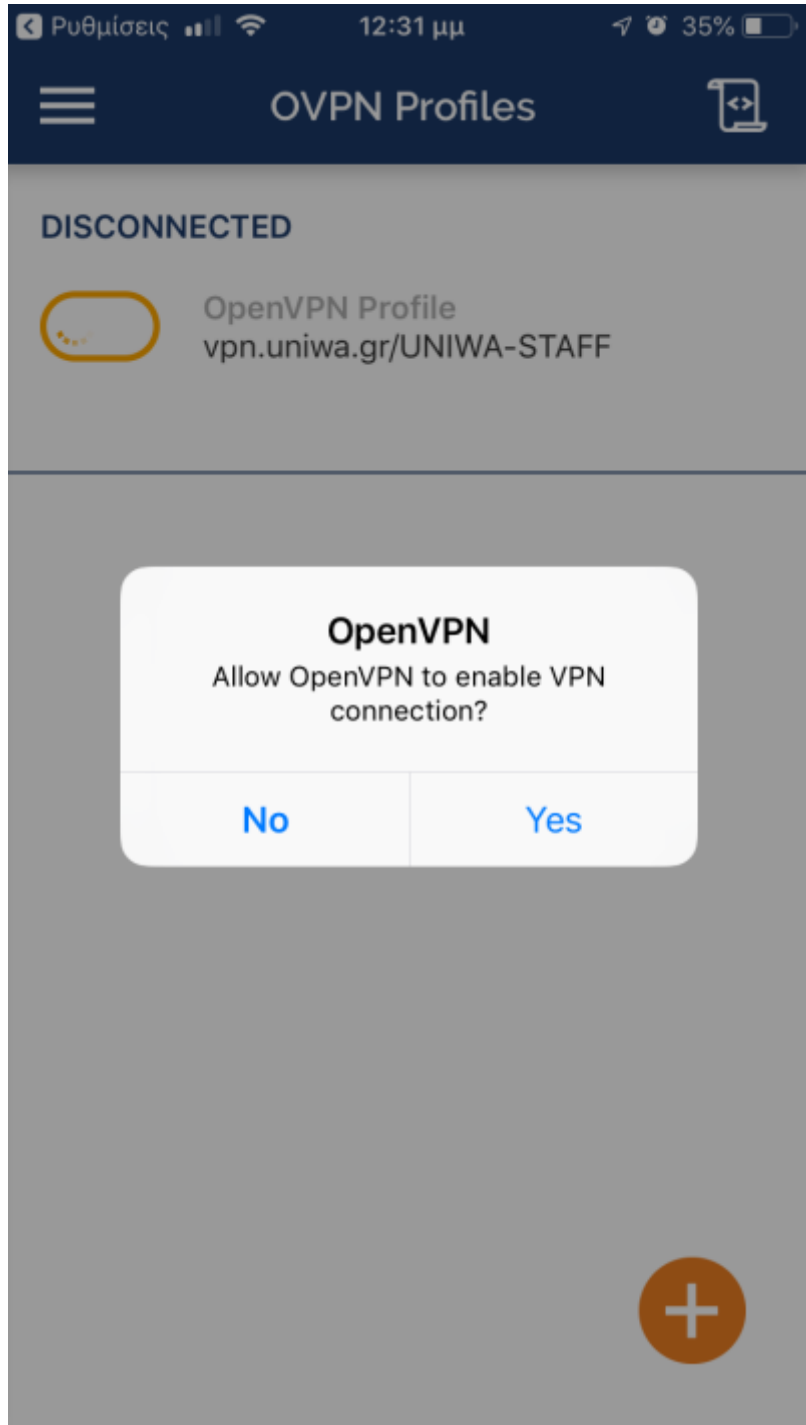 Ρυθμίσεις 12:31 μμ 35%
OVPN Profiles
DISCONNECTED
OpenVPN Profile
vpn.uniwa.gr/UNIWA-STAFF
OpenVPN
Allow OpenVPN to enable VPN
connection?
No Yes